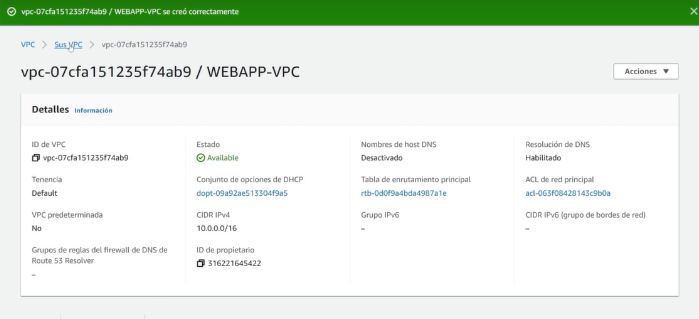 vpc-07cfa151235f74ab9 / WEBAPP-VPC se creó correctamente
VPC > Sus VPC > vpc-07cfa151235f74ab9
vpc-07cfa151235f74ab9 / WEBAPP-VPC
Acciones
Detalles Información
ID de VPC
vpc-07cfa151235f74ab9
Estado
Available
Nombres de host DNS
Desactivado
Resolución de DNS
Habilitado
Tenencia
Default
Conjunto de opciones de DHCP
dopt-09a92ae513304f9a5
Tabla de enrutamiento principal
rtb-0d0f9a4bda4987a1e
ACL de red principal
acl-063f08428143c9b0a
VPC predeterminada
No
CIDR IPv4
10.0.0.0/16
Grupo IPv6
–
CIDR IPv6 (grupo de bordes de red)
–
Grupos de reglas del firewall de DNS de
Route 53 Resolver
–
ID de propietario
316221645422